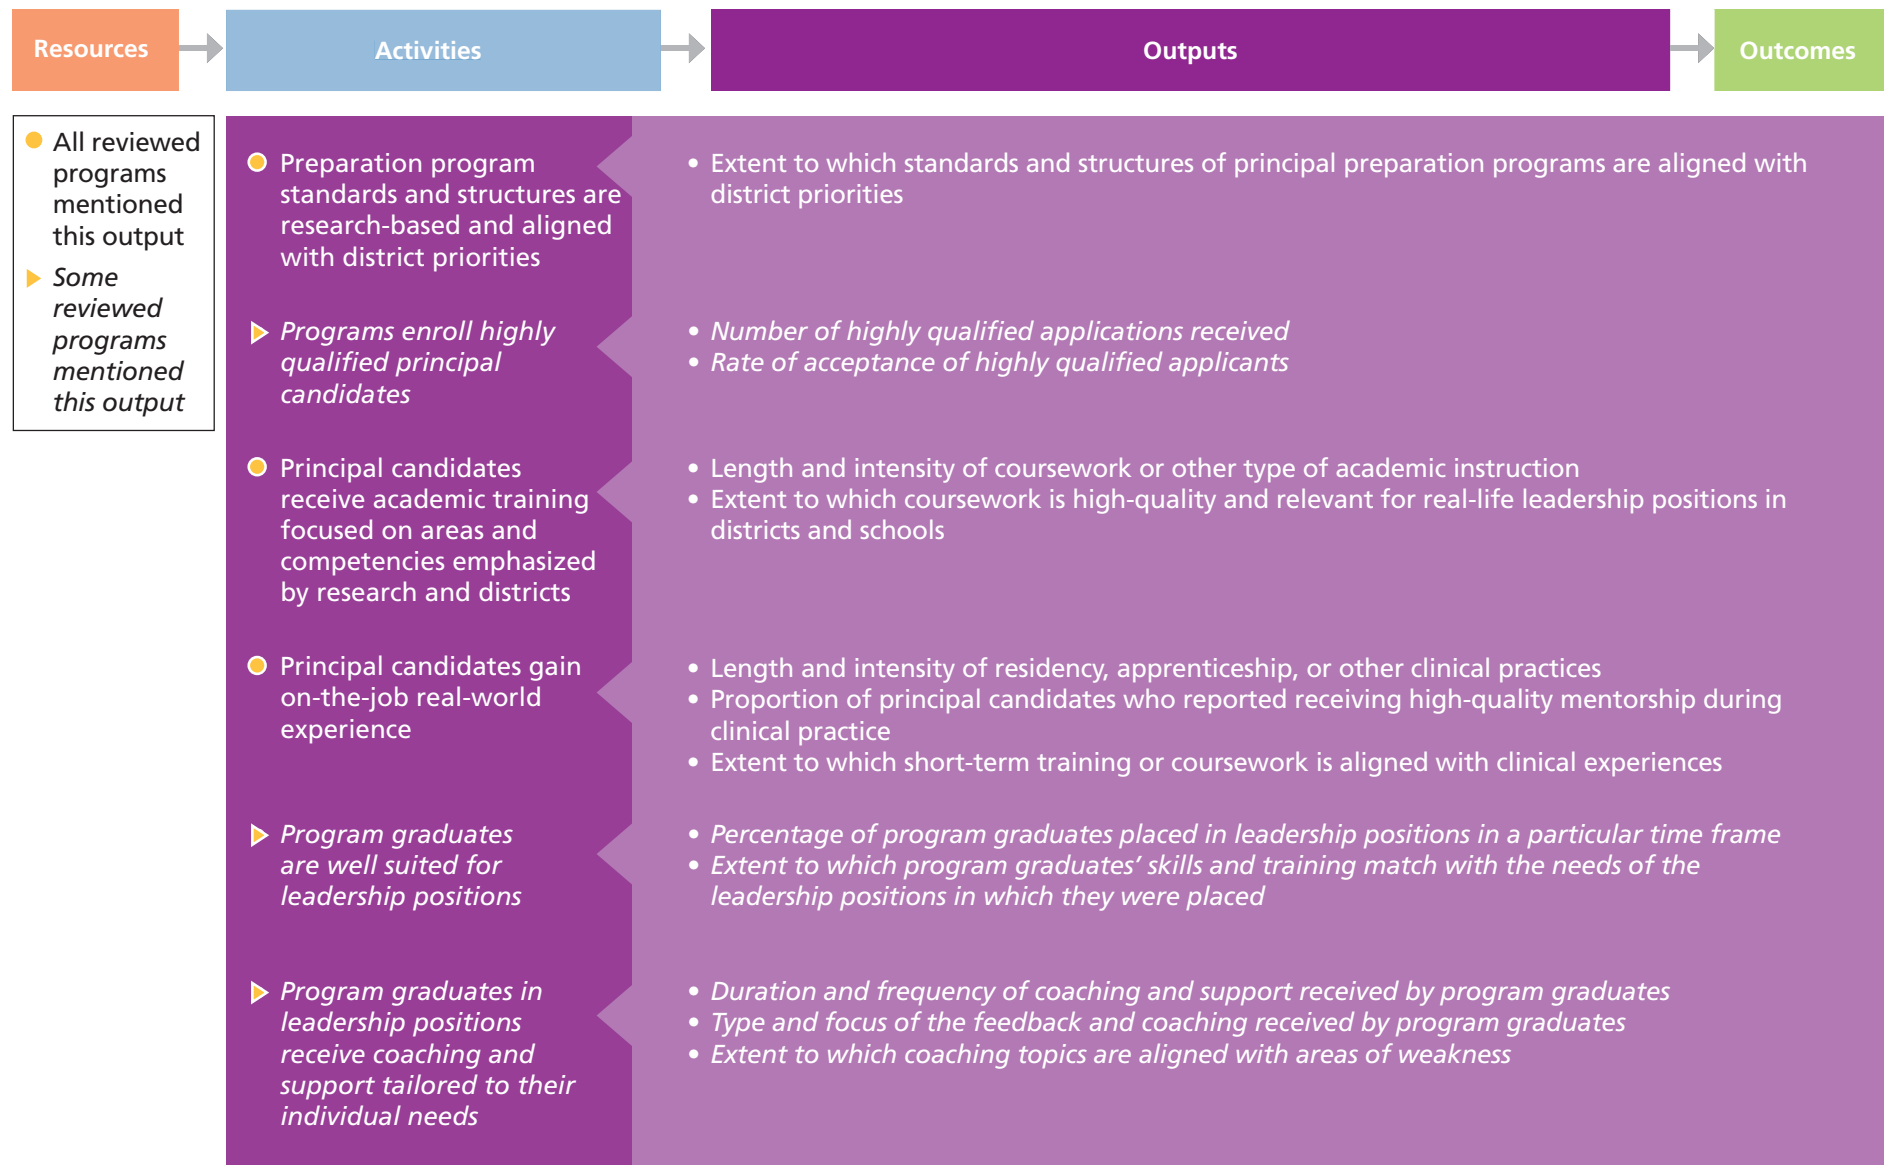 Resources
Activities
Outputs
Outcomes
All reviewed
programs
mentioned
this output
Some
reviewed
programs
mentioned
this output
Preparation program
standards and structures are
research-based and aligned
with district priorities
• Extent to which standards and structures of principal preparation programs are aligned with
district priorities
Programs enroll highly
qualified principal
candidates
• Number of highly qualified applications received
• Rate of acceptance of highly qualified applicants
Principal candidates
receive academic training
focused on areas and
competencies emphasized
by research and districts
• Length and intensity of coursework or other type of academic instruction
• Extent to which coursework is high-quality and relevant for real-life leadership positions in
districts and schools
Principal candidates gain
on-the-job real-world
experience
• Length and intensity of residency, apprenticeship, or other clinical practices
• Proportion of principal candidates who reported receiving high-quality mentorship during
clinical practice
• Extent to which short-term training or coursework is aligned with clinical experiences
Program graduates
are well suited for
leadership positions
• Percentage of program graduates placed in leadership positions in a particular time frame
• Extent to which program graduates’ skills and training match with the needs of the
leadership positions in which they were placed
Program graduates in
leadership positions
receive coaching and
support tailored to their
individual needs
• Duration and frequency of coaching and support received by program graduates
• Type and focus of the feedback and coaching received by program graduates
• Extent to which coaching topics are aligned with areas of weakness